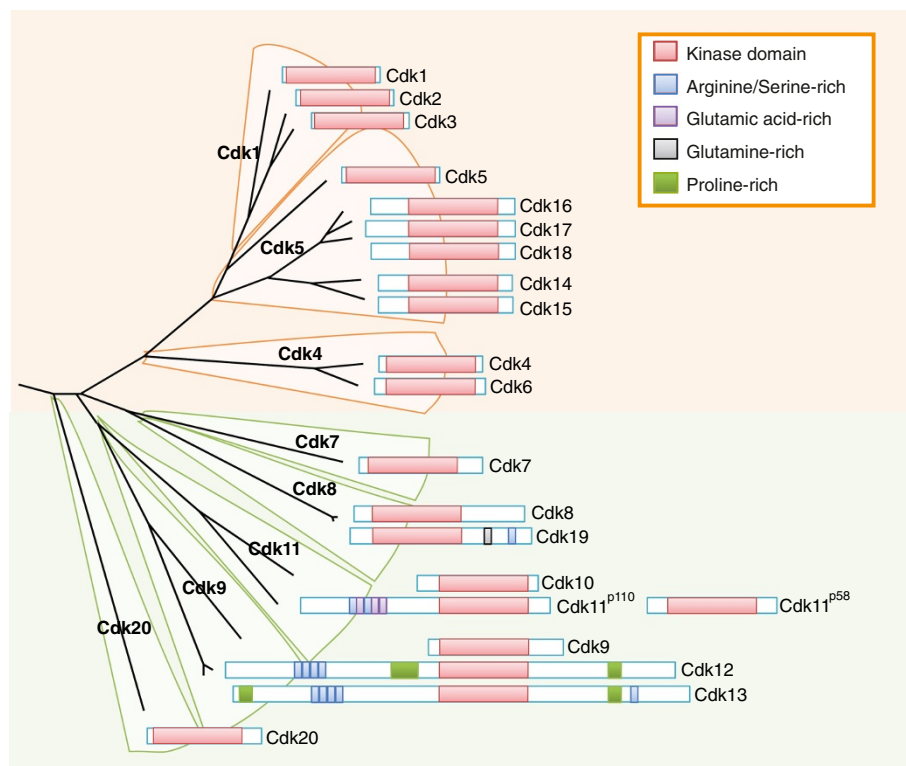 Kinase domain
Arginine/Serine-rich
Glutamic acid-rich
Glutamine-rich
Proline-rich
Cdk1
Cdk2
Cdk3
Cdk1
Cdk5
Cdk16
Cdk17
Cdk5
Cdk18
Cdk14
Cdk15
Cdk4
Cdk4
Cdk6
Cdk7
Cdk7
Cdk8
Cdk8
Cdk19
Cdk11
Cdk10
Cdk9
Cdk11p110
Cdk11p58
Cdk20
Cdk9
Cdk12
Cdk13
Cdk20